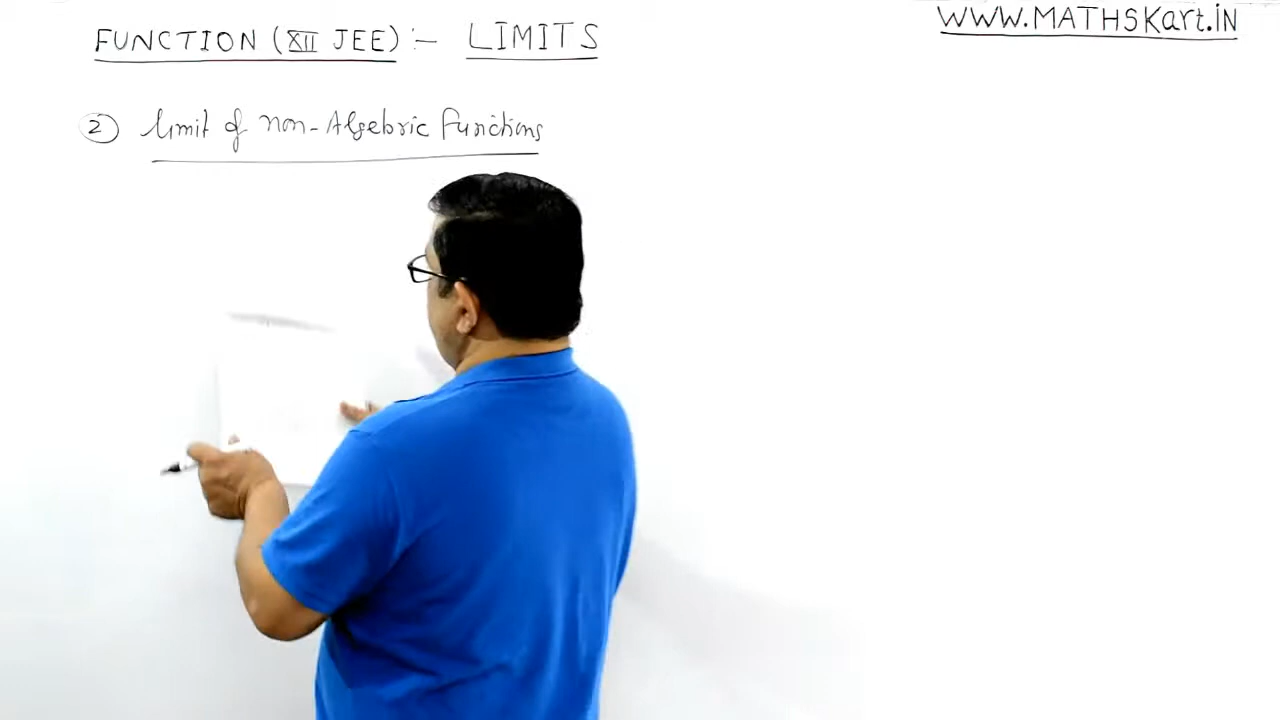 FUNCTION (XII JEE) :- LIMITS
WWW.MATHSKart.iN
② Limit of non-Algebric Functions